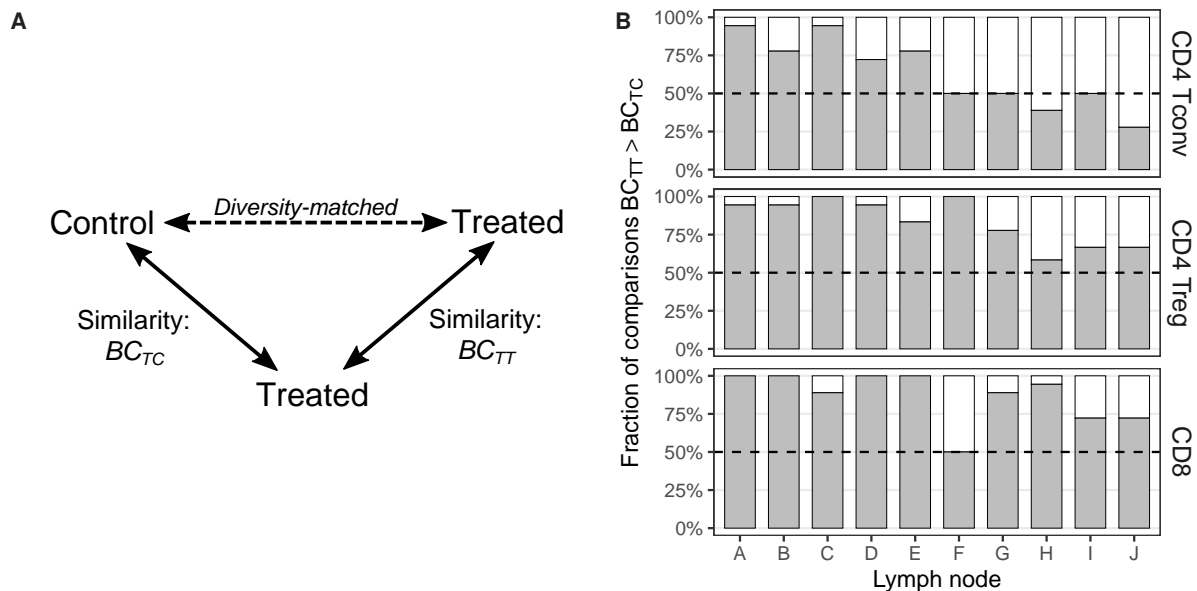 A
Control
Diversity-matched
Treated
Similarity:
BCTC
Similarity:
BCTT
Treated
B
Fraction of comparisons BCTT > BCTC
100%
75%
50%
25%
0%
CD4 Tconv
100%
75%
50%
25%
0%
CD4 Treg
100%
75%
50%
25%
0%
CD8
A B C D E F G H I J
Lymph node